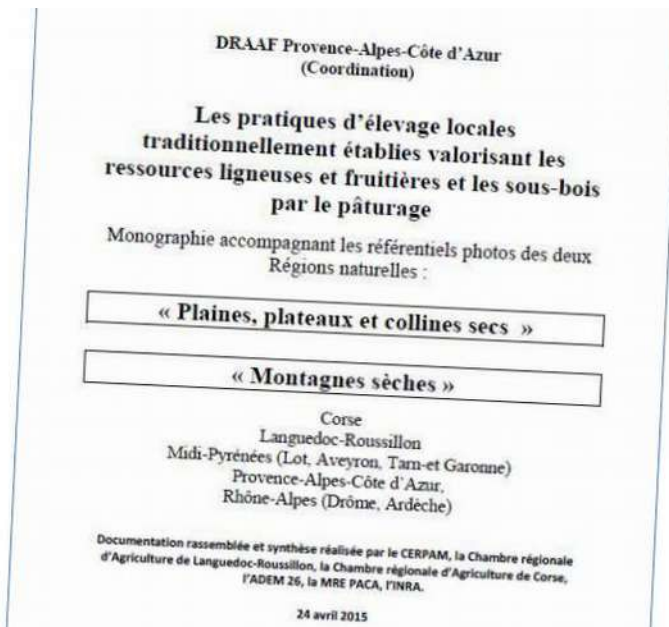 DRAAF Provence-Alpes-Côte d'Azur
(Coordination)
Les pratiques d'élevage locales
traditionnellement établies valorisant les
ressources ligneuses et fruitières et les sous-bois
par le pâturage
Monographie accompagnant les référentiels photos des deux
Régions naturelles :
« Plaines, plateaux et collines secs »
« Montagnes sèches »
Corse
Languedoc-Roussillon
Midi-Pyrénées (Lot, Aveyron, Tarn-et Garonne)
Provence-Alpes-Côte d'Azur,
Rhône-Alpes (Drôme, Ardèche)
Documentation rassemblée et synthèse réalisée par le CERPAM, la Chambre régionale
d'Agriculture de Languedoc-Roussillon, la Chambre régionale d'Agriculture de Corse,
l'ADEM 26, la MRE PACA, l'INRA.
24 avril 2015